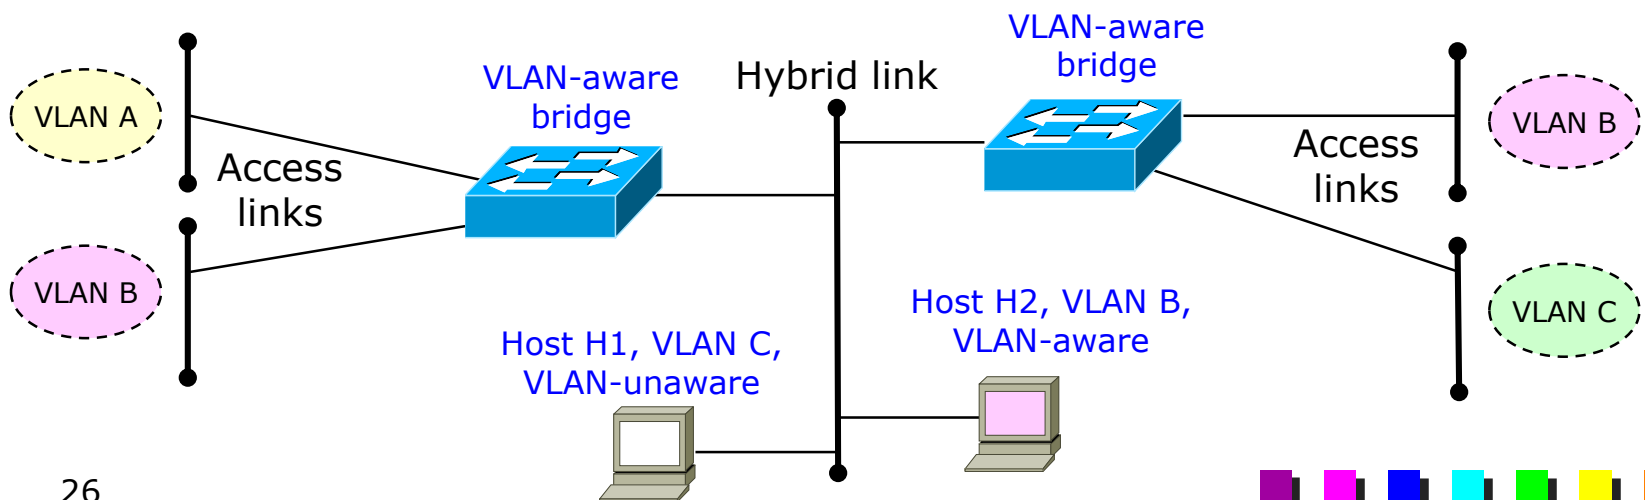 VLAN-aware
bridge
VLAN-aware
bridge
Hybrid link
VLAN A
Access
links
VLAN B
Access
links
VLAN B
VLAN C
Host H1, VLAN C,
VLAN-unaware
Host H2, VLAN B,
VLAN-aware
26